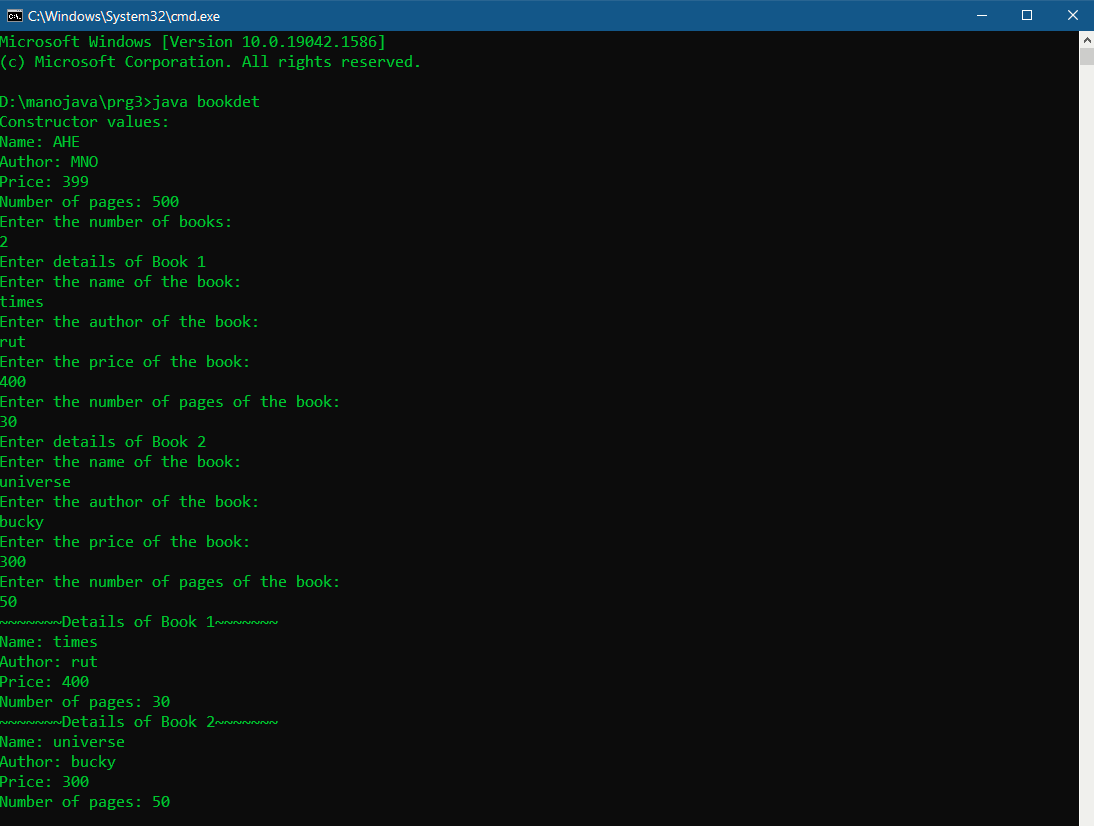 C:\Windows\System32\cmd.exe
Microsoft Windows [Version 10.0.19042.1586]
(c) Microsoft Corporation. All rights reserved.
D:\manojava\prg3>java bookdet
Constructor values:
Name: AHE
Author: MNO
Price: 399
Number of pages: 500
Enter the number of books:
2
Enter details of Book 1
Enter the name of the book:
times
Enter the author of the book:
rut
Enter the price of the book:
400
Enter the number of pages of the book:
30
Enter details of Book 2
Enter the name of the book:
universe
Enter the author of the book:
bucky
Enter the price of the book:
300
Enter the number of pages of the book:
50
~~~~~~~Details of Book 1~~~~~~~
Name: times
Author: rut
Price: 400
Number of pages: 30
~~~~~~~Details of Book 2~~~~~~~
Name: universe
Author: bucky
Price: 300
Number of pages: 50